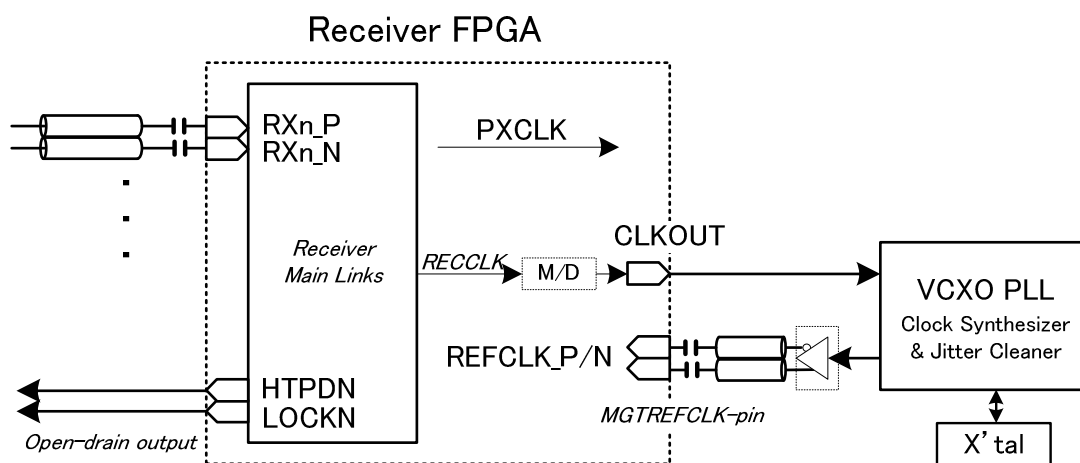 Receiver FPGA
RXn_P
RXn_N
PXCLK
Receiver
Main Links
RECCLK
M/D
CLKOUT
VCXO PLL
Clock Synthesizer
& Jitter Cleaner
REFCLK_P/N
MGTREFCLK-pin
HTPDN
LOCKN
Open-drain output
X' tal